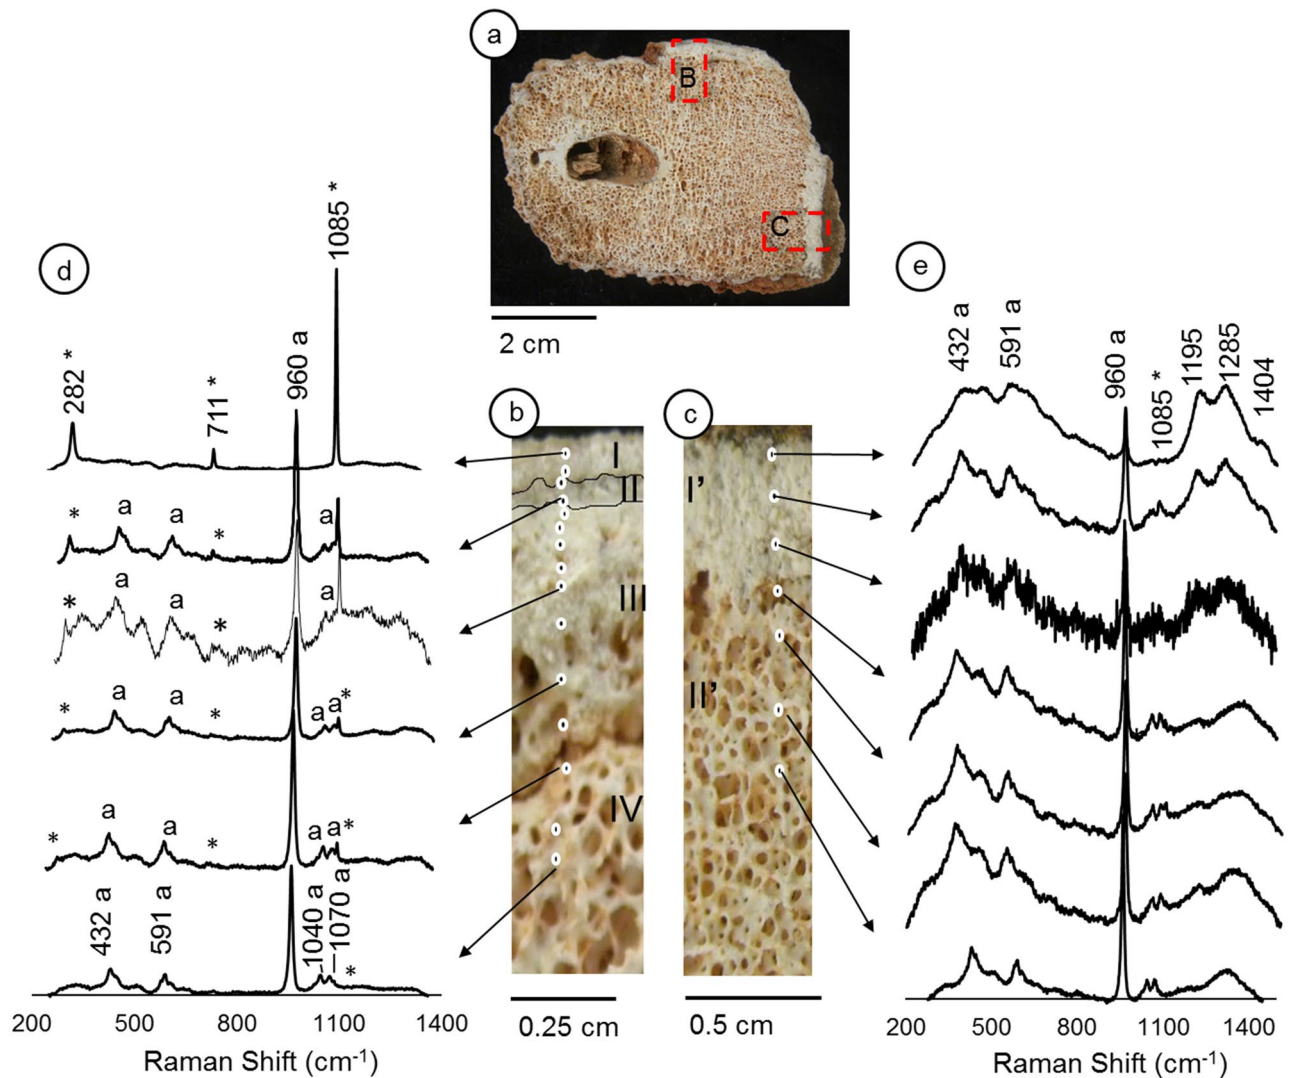 a
B
C
2 cm
d
282 *
711 *
960 a
1085 *
* a a * a
* a a * a
* a a * a a *
* a a * a a *
432 a
591 a
1040 a
1070 a
*
200 500 800 1100 1400
Raman Shift (cm-1)
b
I
II
III
IV
0.25 cm
c
I'
II'
0.5 cm
e
432 a
591 a
960 a
1085 *
1195
1285
1404
200 500 800 1100 1400
Raman Shift (cm-1)